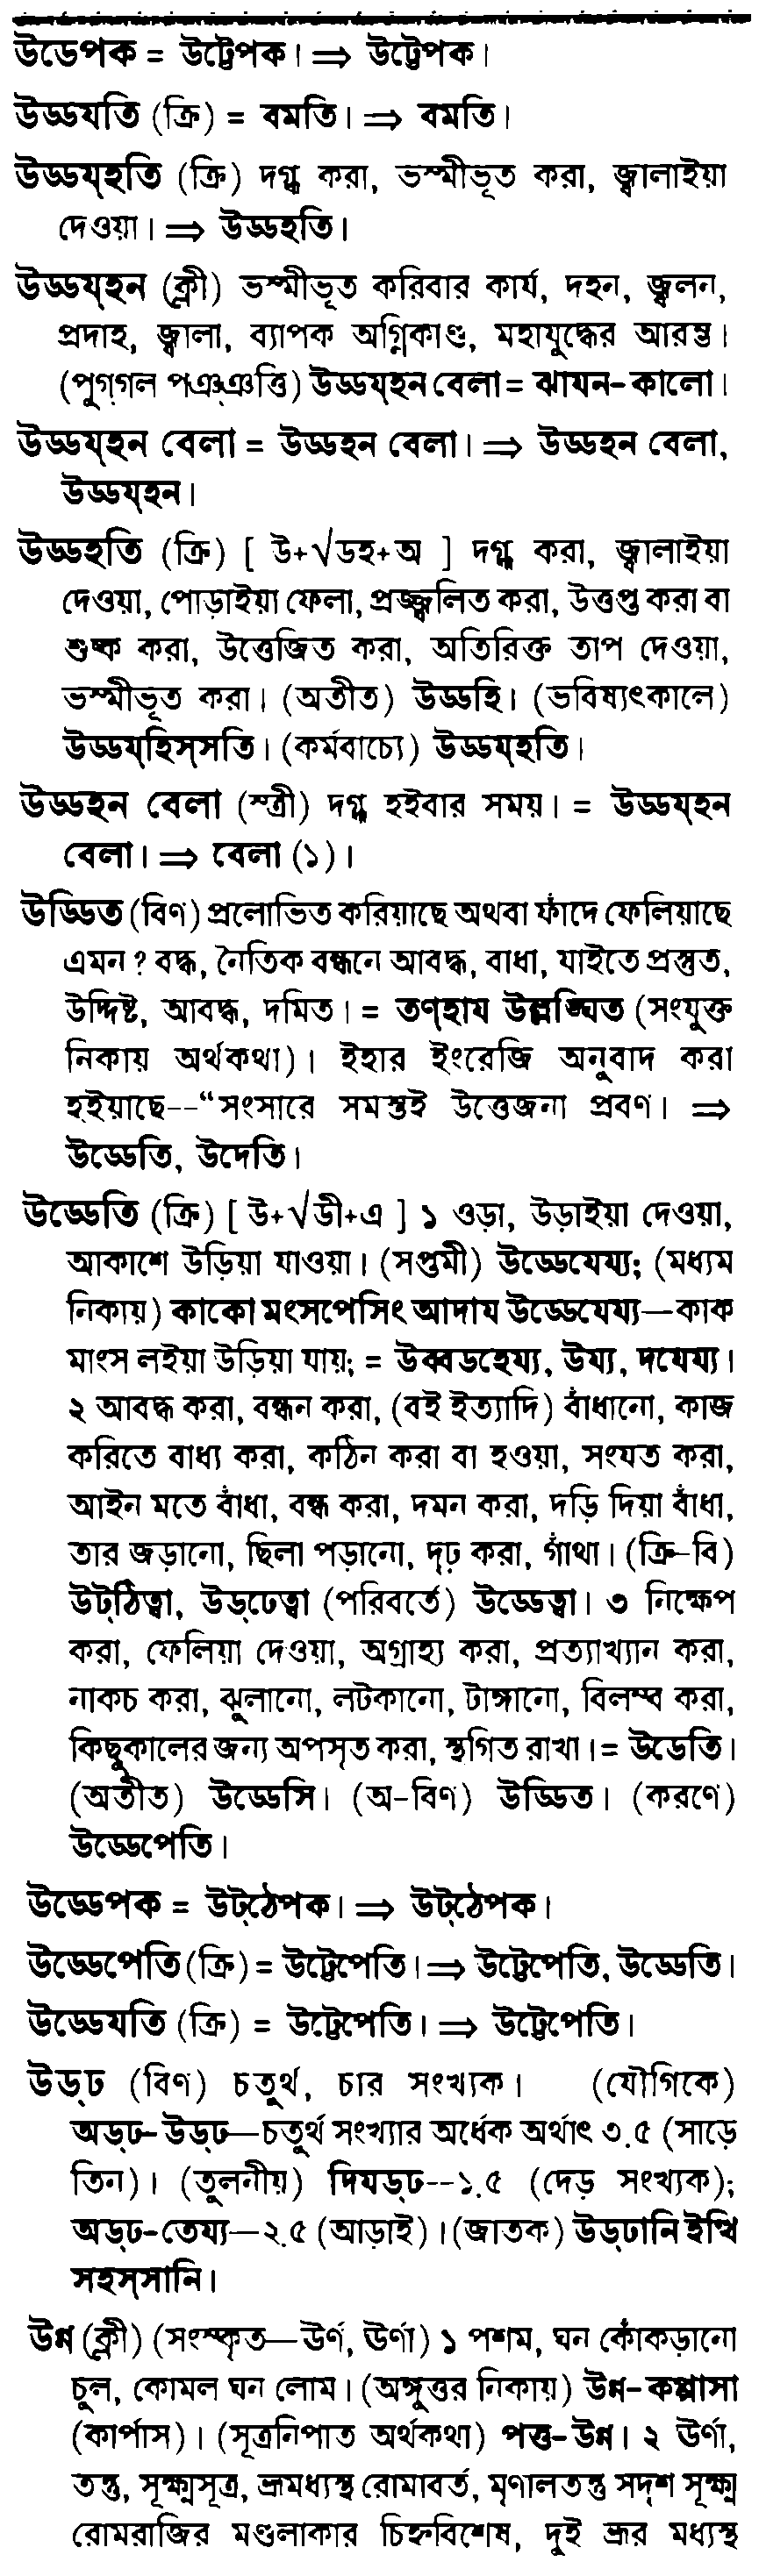 উডেপক = উট্টেপক। ⇒ উট্টেপক।
উড্ডযতি (ক্রি) = বমতি। ⇒ বমতি।
উড্ডয্‌হতি (ক্রি) দগ্ধ করা, ভস্মীভূত করা, জ্বালাইয়া
দেওয়া। ⇒ উড্ডহতি।
উড্ডয্‌হন (ক্লী) ভস্মীভূত করিবার কার্য, দহন, জ্বলন,
প্রদাহ, জ্বালা, ব্যাপক অগ্নিকাণ্ড, মহাযুদ্ধের আরম্ভ।
(পুগ্‌গল পঞ্‌ঞত্তি) উড্ডয্‌হন বেলা = ঝাযন-কালো।
উড্ডয্‌হন বেলা = উড্ডহন বেলা। ⇒ উড্ডহন বেলা,
উড্ডয্‌হন।
উড্ডহতি (ক্রি) [ উ+√ডহ+অ ] দগ্ধ করা, জ্বালাইয়া
দেওয়া, পোড়াইয়া ফেলা, প্রজ্জ্বলিত করা, উত্তপ্ত করা বা
শুষ্ক করা, উত্তেজিত করা, অতিরিক্ত তাপ দেওয়া,
ভস্মীভূত করা। (অতীত) উড্ডহি। (ভবিষ্যৎকালে)
উড্ডয্‌হিস্‌সতি। (কর্মবাচ্যে) উড্ডয্‌হতি।
উড্ডহন বেলা (স্ত্রী) দগ্ধ হইবার সময়। = উড্ডয্‌হন
বেলা। ⇒ বেলা (১)।
উড্ডিত (বিণ) প্রলোভিত করিয়াছে অথবা ফাঁদে ফেলিয়াছে
এমন ? বদ্ধ, নৈতিক বন্ধনে আবদ্ধ, বাধা, যাইতে প্রস্তুত,
উদ্দিষ্ট, আবদ্ধ, দমিত। = তণ্‌হায উল্লঙ্ঘিত (সংযুক্ত
নিকায় অর্থকথা)। ইহার ইংরেজি অনুবাদ করা
হইয়াছে--“সংসারে সমস্তই উত্তেজনা প্রবণ। ⇒
উড্ডেতি, উদেতি।
উড্ডেতি (ক্রি) [ উ+√ডী+এ ] ১ ওড়া, উড়াইয়া দেওয়া,
আকাশে উড়িয়া যাওয়া। (সপ্তমী) উড্ডেয্যে; (মধ্যম
নিকায়) কাকো মংসপেসিং আদায উড্ডেয্যে—কাক
মাংস লইয়া উড়িয়া যায়; = উব্বডহেয্য, উয্য, দযেয্য।
২ আবদ্ধ করা, বন্ধন করা, (বই ইত্যাদি) বাঁধানো, কাজ
করিতে বাধ্য করা, কঠিন করা বা হওয়া, সংযত করা,
আইন মতে বাঁধা, বন্ধ করা, দমন করা, দড়ি দিয়া বাঁধা,
তার জড়ানো, ছিলা পড়ানো, দৃঢ় করা, গাঁথা। (ক্রি-বি)
উট্‌ঠিত্বা, উড্‌ঢেত্বা (পরিবর্তে) উড্ডেত্বা। ৩ নিক্ষেপ
করা, ফেলিয়া দেওয়া, অগ্রাহ্য করা, প্রত্যাখ্যান করা,
নাকচ করা, ঝুলানো, লটকানো, টাঙ্গানো, বিলম্ব করা,
কিছুকালের জন্য অপসৃত করা, স্থগিত রাখা। = উডেতি।
(অতীত) উড্ডেসি। (অ-বিণ) উড্ডিত। (করণে)
উড্ডেপেতি।
উড্ডেপক = উট্‌ঠেপক। ⇒ উট্‌ঠেপক।
উড্ডেপেতি (ক্রি) = উট্টেপেতি। ⇒ উট্টেপেতি, উড্ডেতি।
উড্ডেযতি (ক্রি) = উট্টেপেতি। ⇒ উট্টেপেতি।
উড্‌ঢ (বিণ) চতুর্থ, চার সংখ্যক। (যৌগিকে)
অড্‌ঢ-উড্‌ঢ—চতুর্থ সংখ্যার অর্ধেক অর্থাৎ ৩.৫ (সাড়ে
তিন)। (তুলনীয়) দিযড্‌ঢ--১.৫ (দেড় সংখ্যক);
অড্‌ঢ-তেয্য—২.৫ (আড়াই)। (জাতক) উড্‌ঢানি ইত্থি
সহস্‌সানি।
উন্ন (ক্লী) (সংস্কৃত—ঊর্ণ, ঊর্ণা) ১ পশম, ঘন কোঁকড়ানো
চুল, কোমল ঘন লোম। (অঙ্গুত্তর নিকায়) উন্ন-কপ্পাসা
(কার্পাস)। (সূত্রনিপাত অর্থকথা) পত্ত-উন্ন। ২ ঊর্ণা,
তন্তু, সূক্ষ্মসূত্র, ভ্রূমধ্যস্থ রোমাবর্ত, মৃণালতন্তু সদৃশ সূক্ষ্ম
রোমরাজির মণ্ডলাকার চিহ্নবিশেষ, দুই ভ্রূর মধ্যস্থ